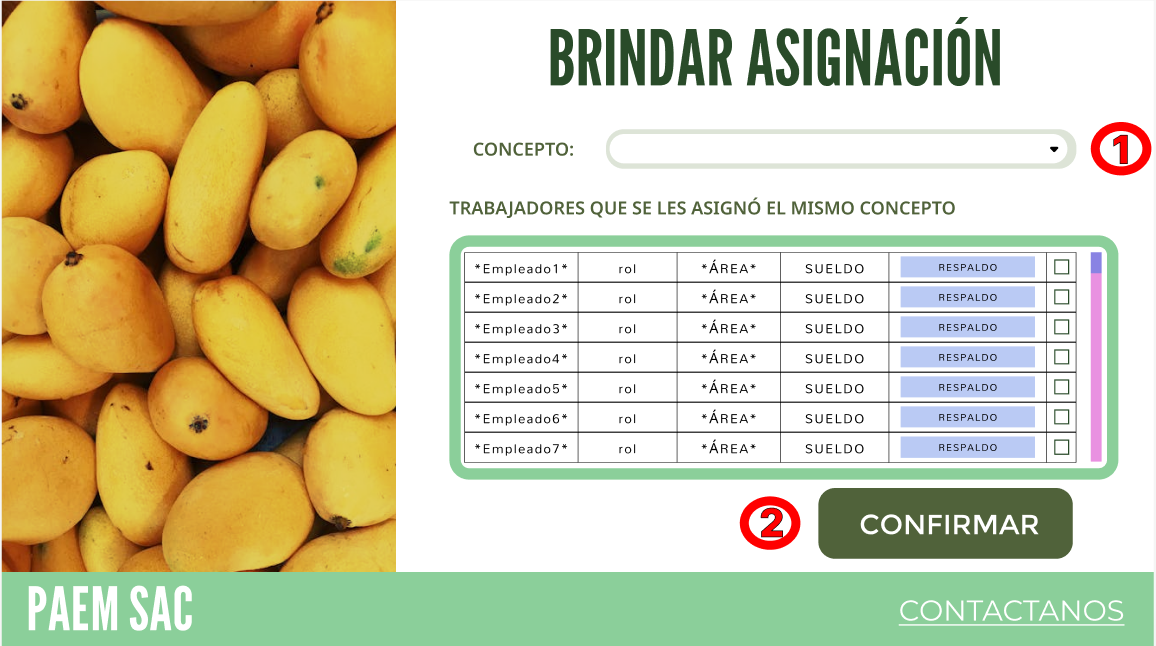 BRINDAR ASIGNACIÓN
CONCEPTO:
1
TRABAJADORES QUE SE LES ASIGNÓ EL MISMO CONCEPTO
*Empleado1* rol *ÁREA* SUELDO RESPALDO
*Empleado2* rol *ÁREA* SUELDO RESPALDO
*Empleado3* rol *ÁREA* SUELDO RESPALDO
*Empleado4* rol *ÁREA* SUELDO RESPALDO
*Empleado5* rol *ÁREA* SUELDO RESPALDO
*Empleado6* rol *ÁREA* SUELDO RESPALDO
*Empleado7* rol *ÁREA* SUELDO RESPALDO
2 CONFIRMAR
PAEM SAC CONTACTANOS